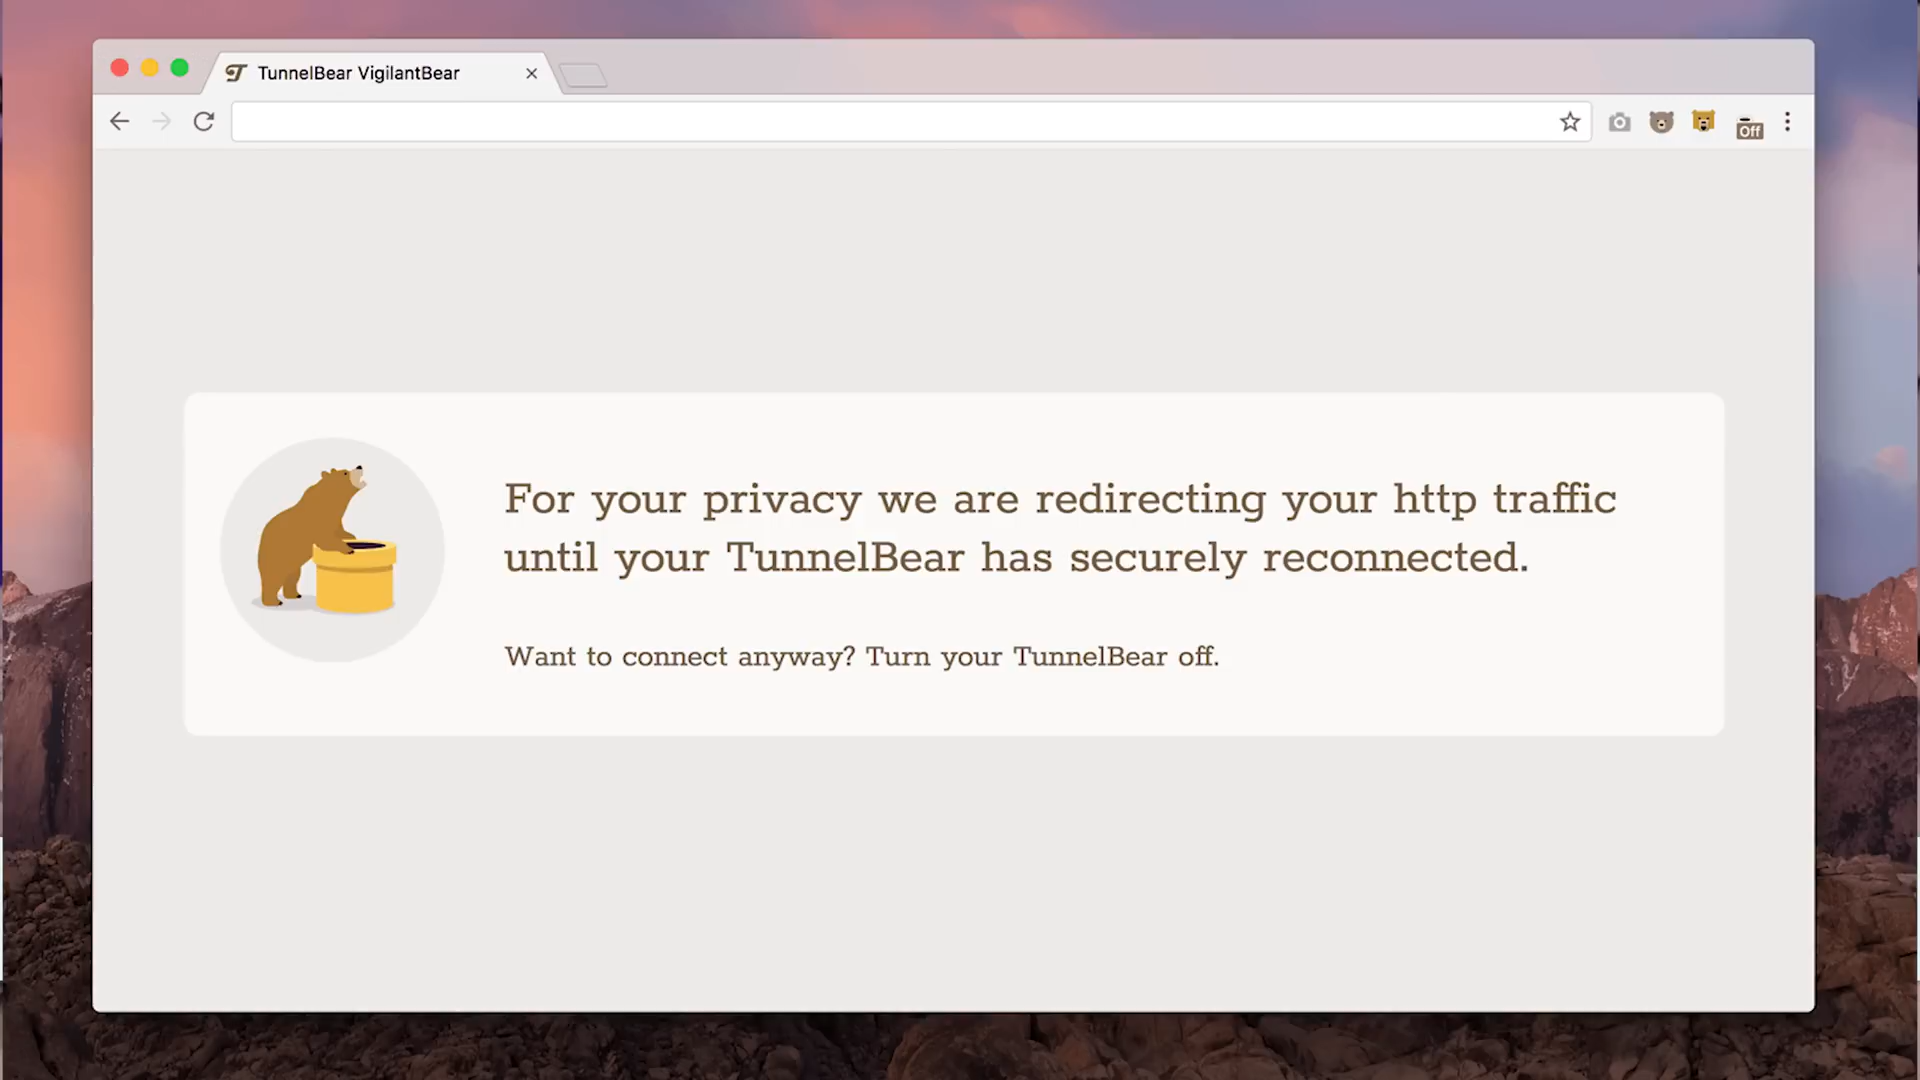 TunnelBear VigilantBear
Off
For your privacy we are redirecting your http traffic
until your TunnelBear has securely reconnected.
Want to connect anyway? Turn your TunnelBear off.